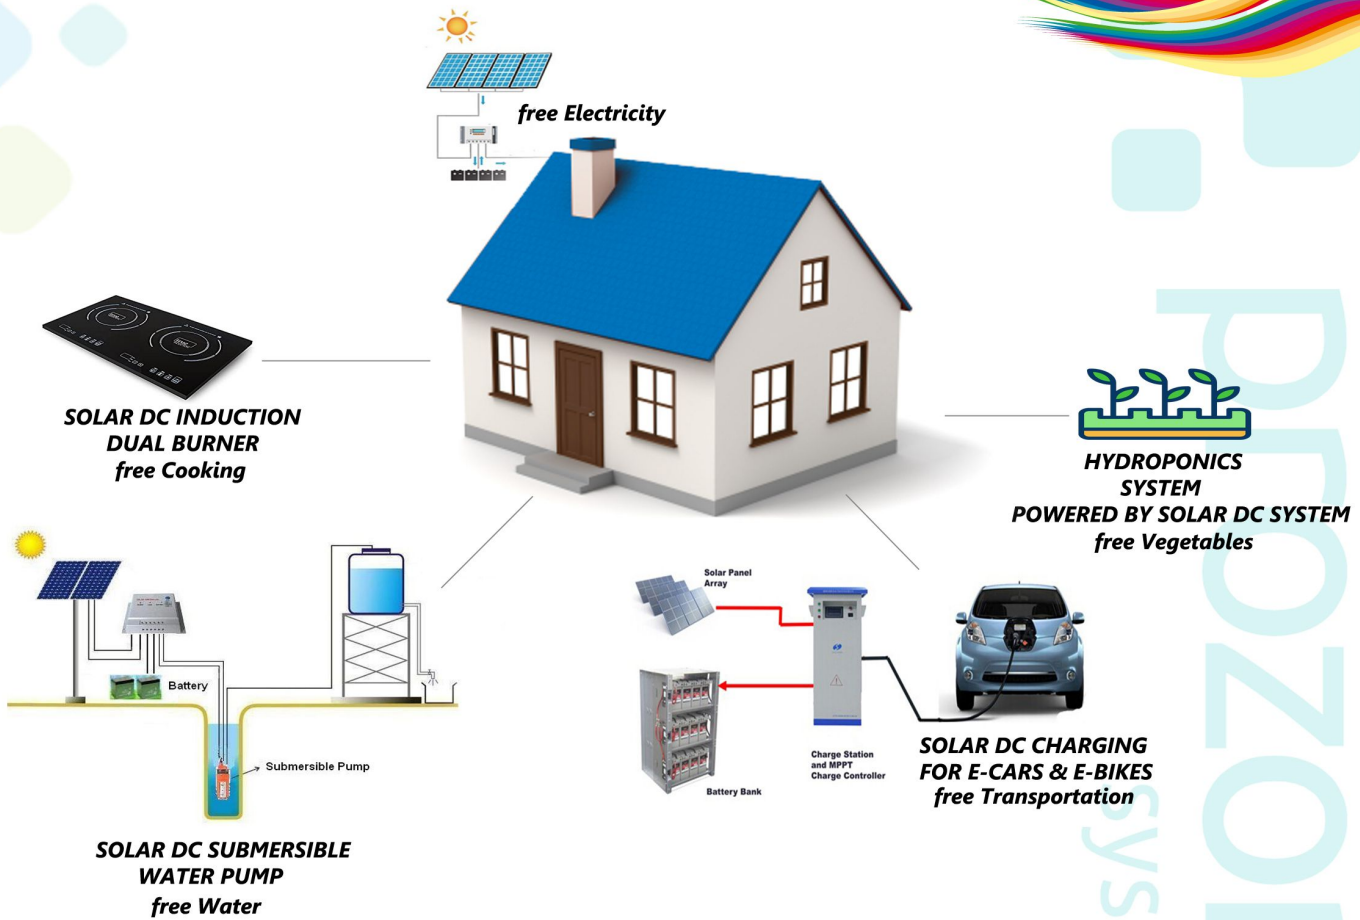 free Electricity
SOLAR DC INDUCTION
DUAL BURNER
free Cooking
HYDROPONICS
SYSTEM
POWERED BY SOLAR DC SYSTEM
free Vegetables
Battery
Submersible Pump
SOLAR DC SUBMERSIBLE
WATER PUMP
free Water
Solar Panel
Array
Charge Station
and MPPT
Charge Controller
Battery Bank
SOLAR DC CHARGING
FOR E-CARS & E-BIKES
free Transportation
prozo
sys